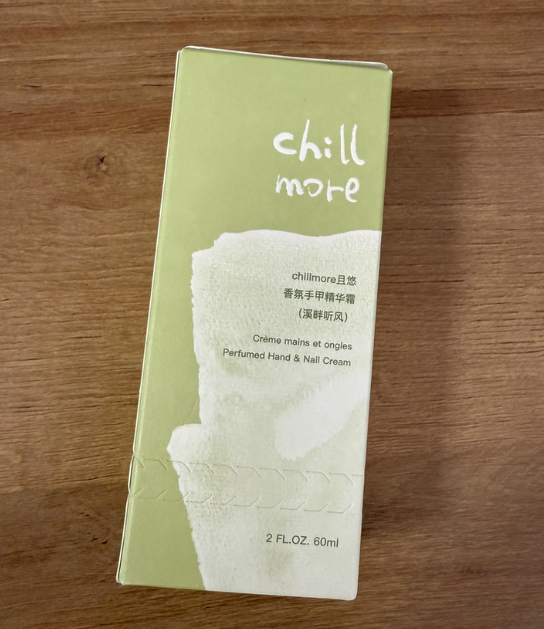 chill
more
chillmore且悠
香氛手甲精华霜
(溪畔听风)
Crème mains et ongles
Perfumed Hand & Nail Cream
2 FL.OZ. 60ml